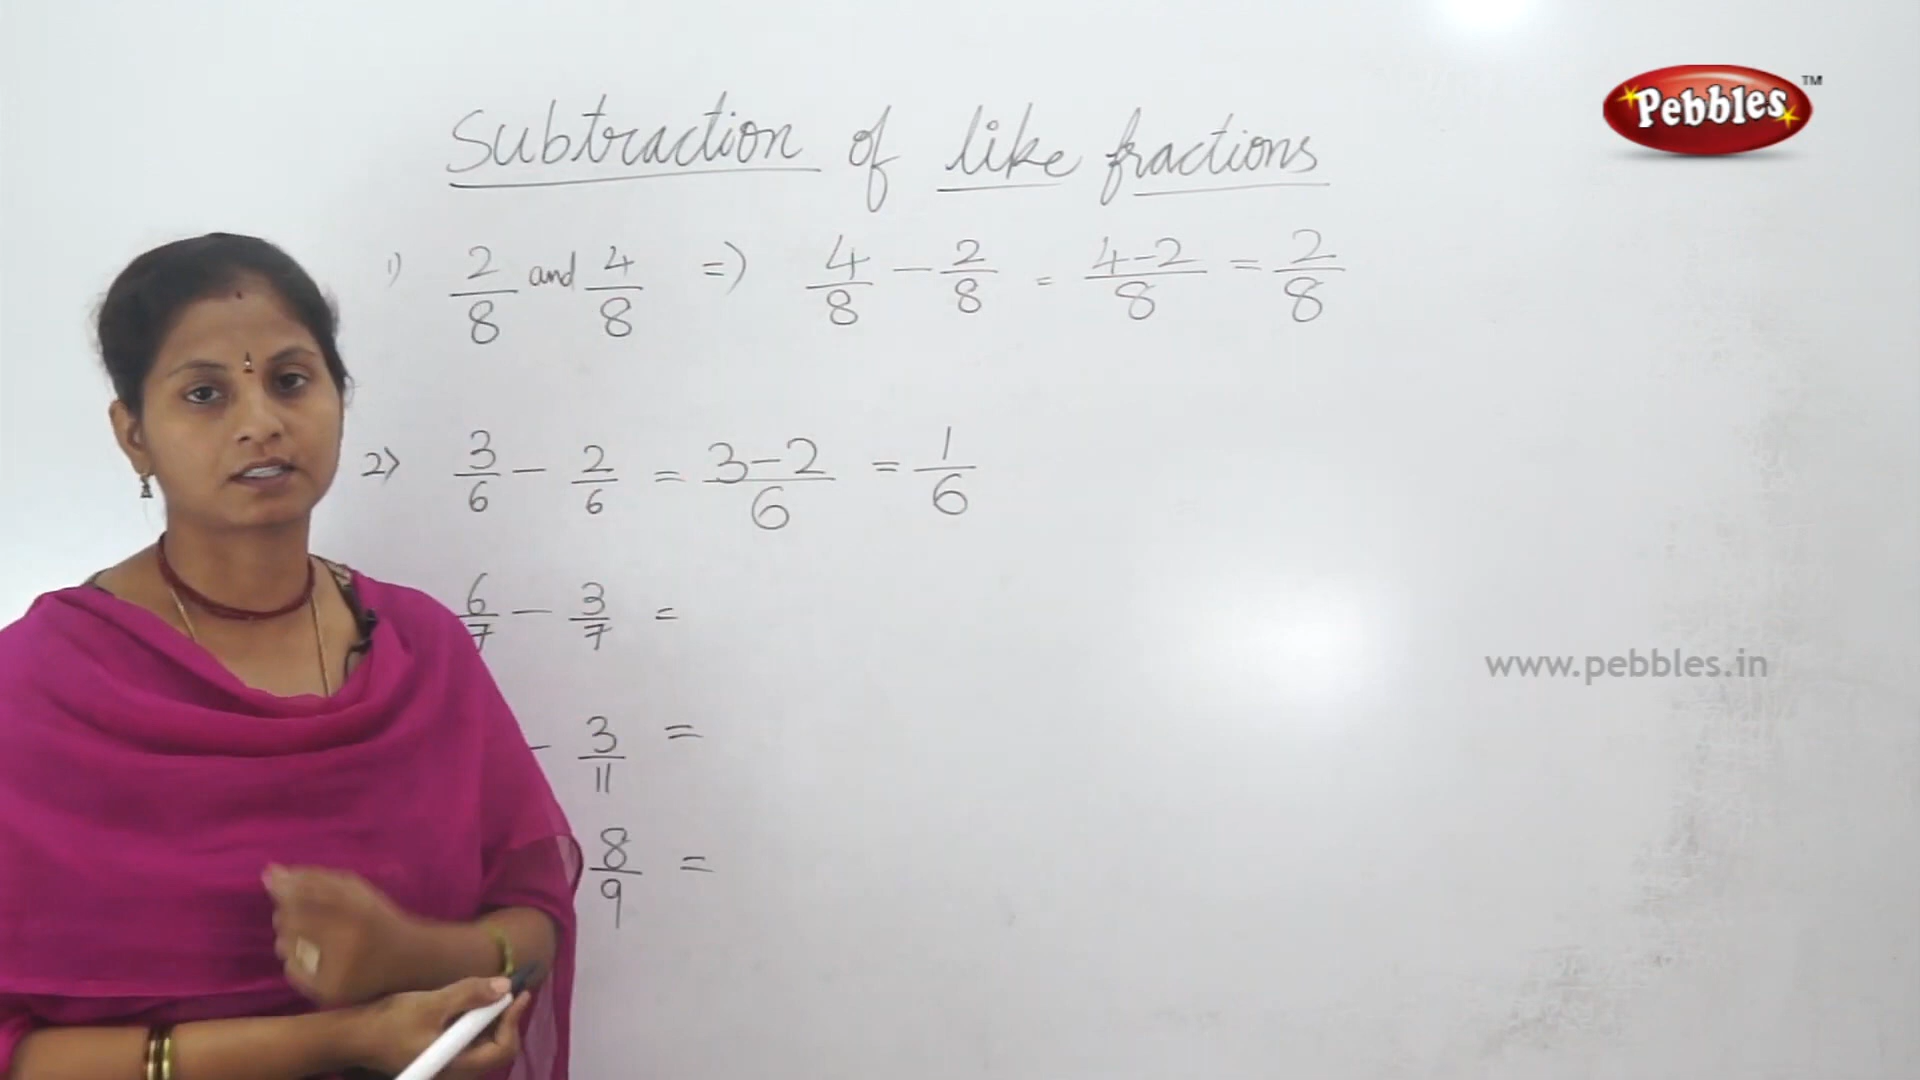 Pebbles™
Subtraction of like fractions
1) 2/8 and 4/8 => 4/8 - 2/8 = 4-2/8 = 2/8
2) 3/6 - 2/6 = 3-2/6 = 1/6
6/7 - 3/7 =
- 3/11 =
8/9 =
www.pebbles.in